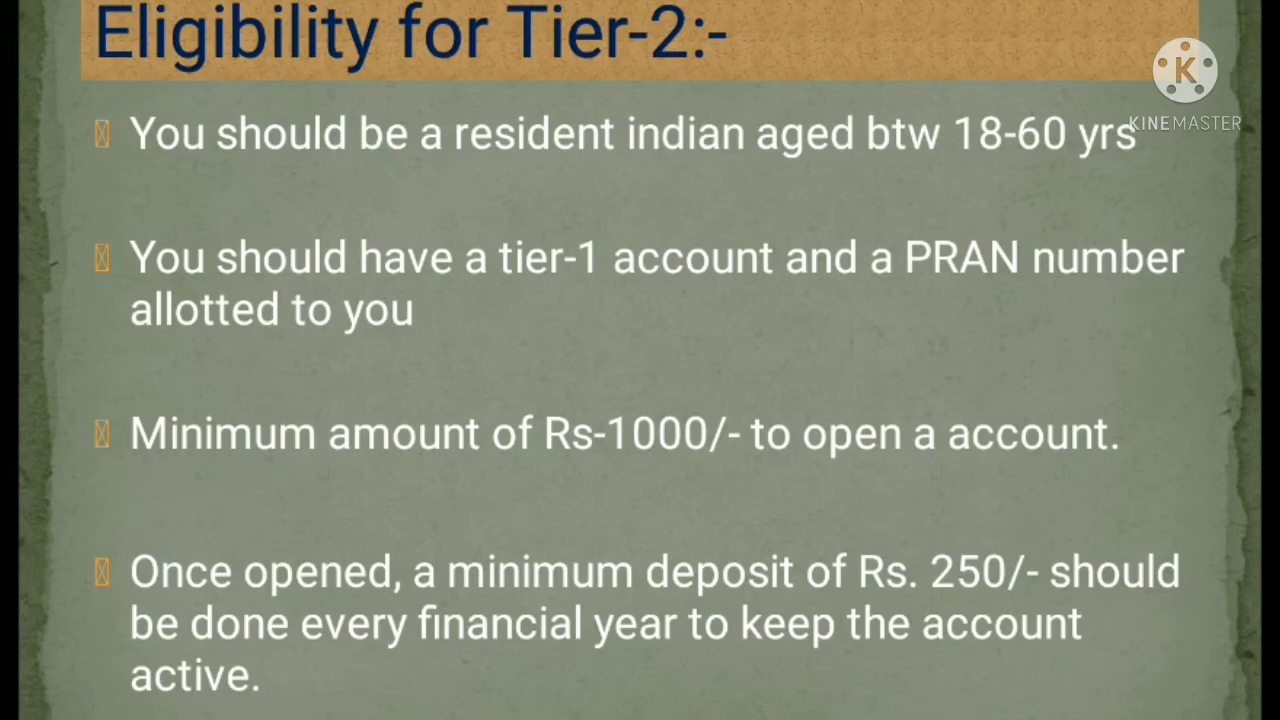 Eligibility for Tier-2:-
K
KINEMASTER
You should be a resident indian aged btw 18-60 yrs
You should have a tier-1 account and a PRAN number
allotted to you
Minimum amount of Rs-1000/- to open a account.
Once opened, a minimum deposit of Rs. 250/- should
be done every financial year to keep the account
active.